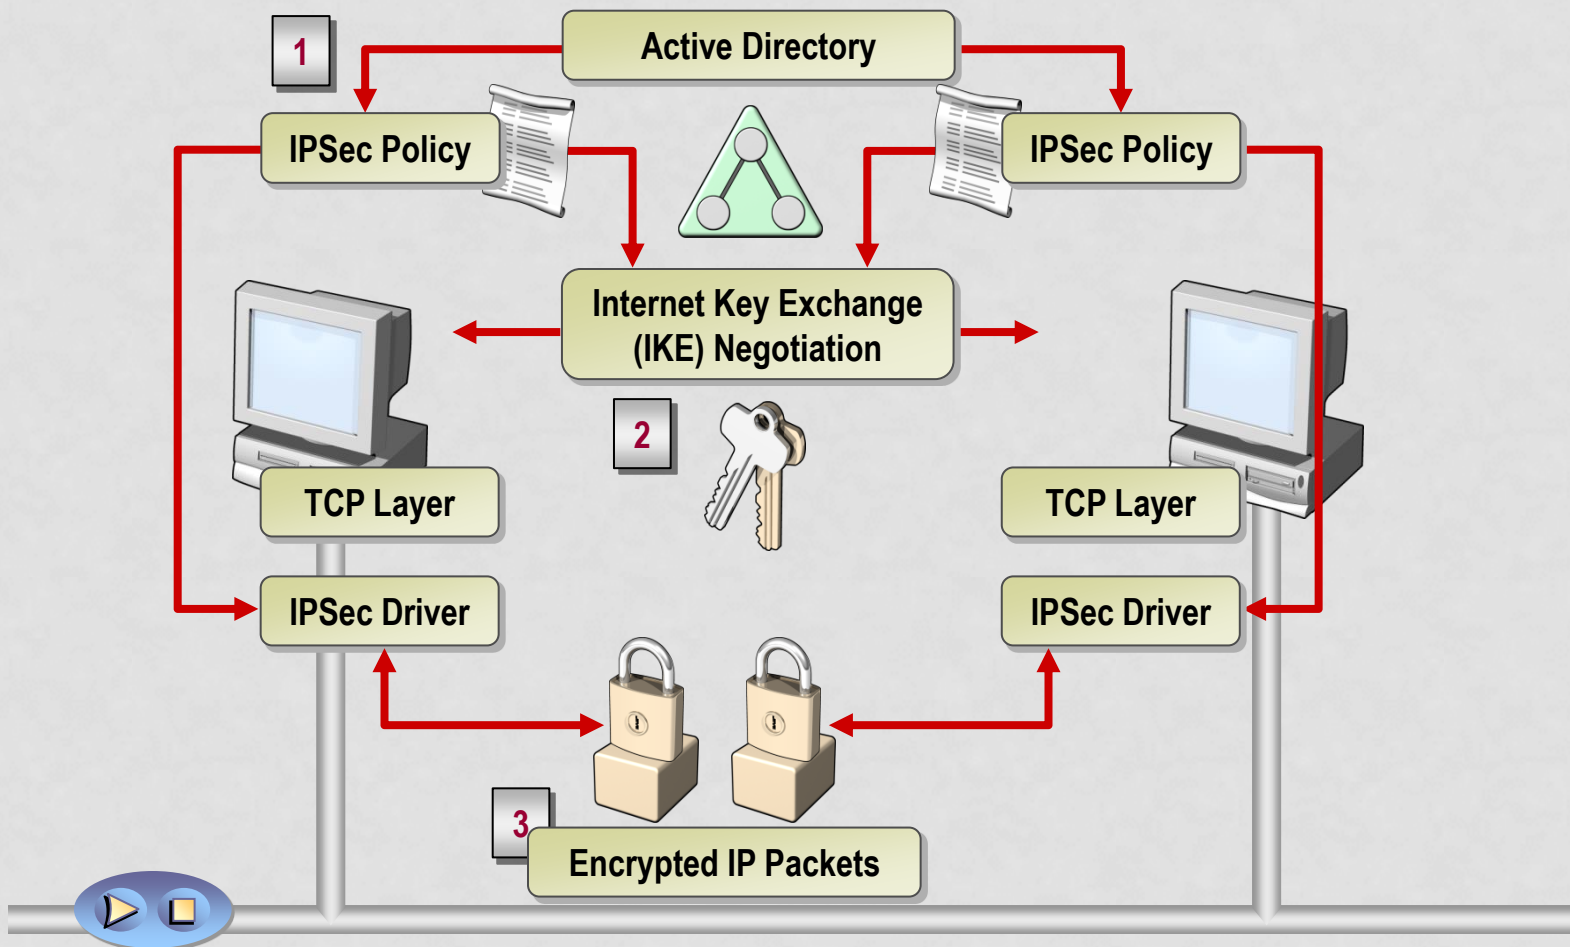 1
Active Directory
IPSec Policy
IPSec Policy
Internet Key Exchange
(IKE) Negotiation
2
TCP Layer
TCP Layer
IPSec Driver
IPSec Driver
3
Encrypted IP Packets